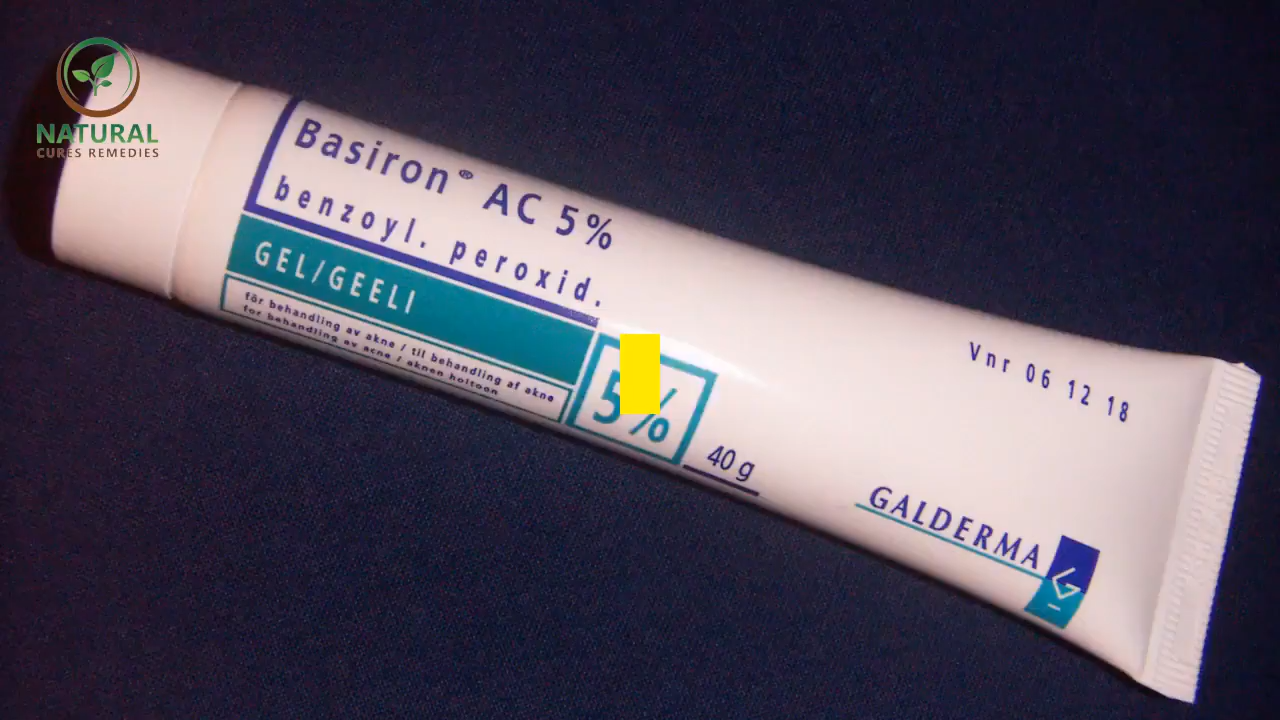 NATURAL
CURES REMEDIES
Basiron® AC 5%
benzoyl. peroxid.
GEL/GEELI
för behandling av akne / til behandling af akne
for behandling av acne / aknen hoitoon
5%
40 g
Vnr 06 12 18
GALDERMA